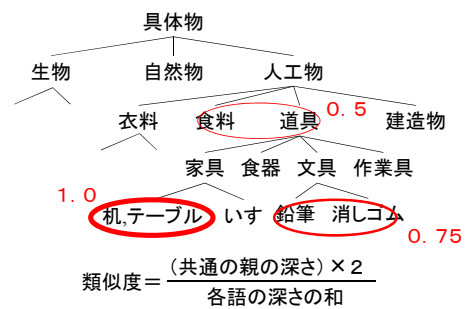 具体物
生物 自然物 人工物
0.5
衣料 食料 道具 建造物
家具 食器 文具 作業具
1.0
机,テーブル いす 鉛筆 消しゴム
0.75
類似度＝(共通の親の深さ)×2
各語の深さの和